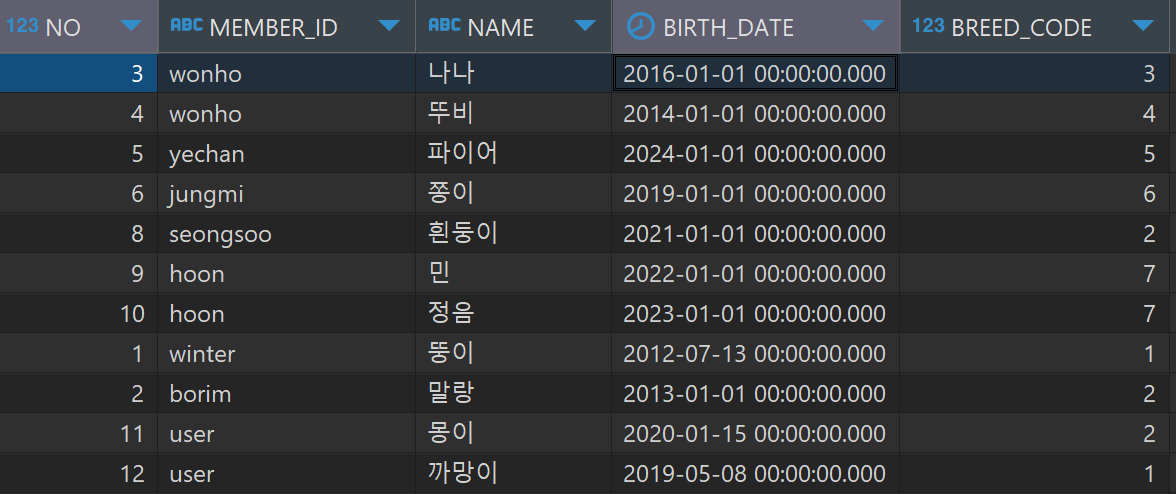 123 NO ABC MEMBER_ID ABC NAME BIRTH_DATE 123 BREED_CODE
3 wonho 나나 2016-01-01 00:00:00.000 3
4 wonho 뚜비 2014-01-01 00:00:00.000 4
5 yechan 파이어 2024-01-01 00:00:00.000 5
6 jungmi 쫑이 2019-01-01 00:00:00.000 6
8 seongsoo 흰둥이 2021-01-01 00:00:00.000 2
9 hoon 민 2022-01-01 00:00:00.000 7
10 hoon 정음 2023-01-01 00:00:00.000 7
1 winter 뚱이 2012-07-13 00:00:00.000 1
2 borim 말랑 2013-01-01 00:00:00.000 2
11 user 몽이 2020-01-15 00:00:00.000 2
12 user 까망이 2019-05-08 00:00:00.000 1